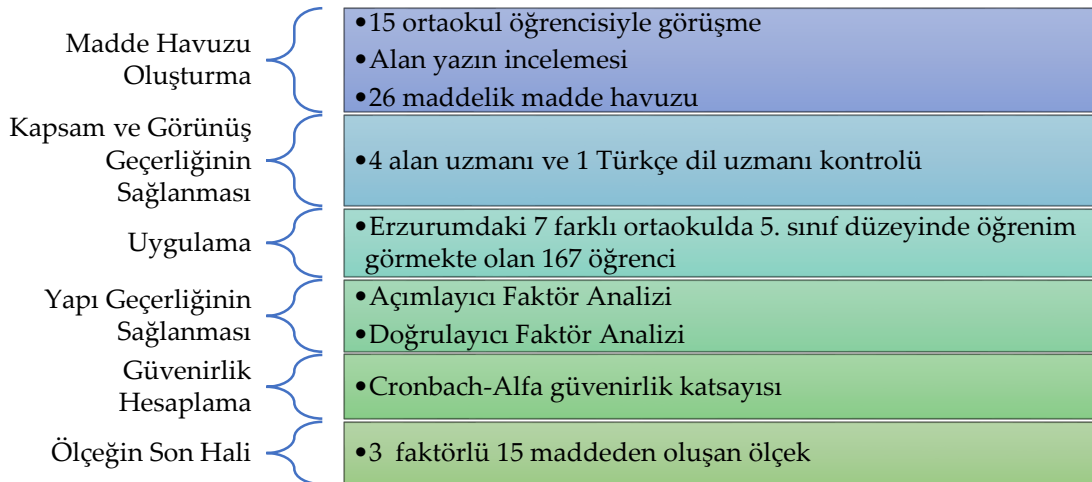 Madde Havuzu
Oluşturma
•15 ortaokul öğrencisiyle görüşme
•Alan yazın incelemesi
•26 maddelik madde havuzu
Kapsam ve Görünüş
Geçerliğinin
Sağlanması
•4 alan uzmanı ve 1 Türkçe dil uzmanı kontrolü
Uygulama
•Erzurumdaki 7 farklı ortaokulda 5. sınıf düzeyinde öğrenim
görmekte olan 167 öğrenci
Yapı Geçerliğinin
Sağlanması
•Açımlayıcı Faktör Analizi
•Doğrulayıcı Faktör Analizi
Güvenirlik
Hesaplama
•Cronbach-Alfa güvenirlik katsayısı
Ölçeğin Son Hali
•3 faktörlü 15 maddeden oluşan ölçek